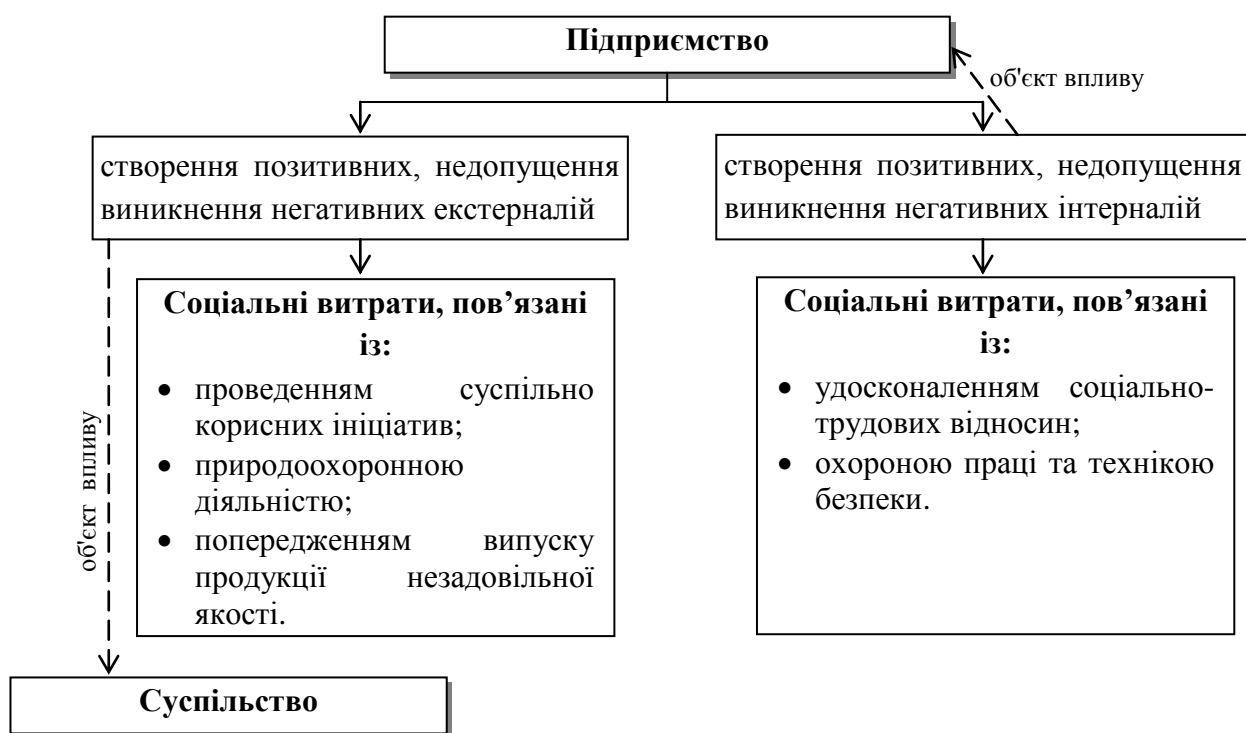 Підприємство
об'єкт впливу
створення позитивних, недопущення
виникнення негативних екстерналій
створення позитивних, недопущення
виникнення негативних інтерналій
Соціальні витрати, пов’язані
із:
• проведенням суспільно
корисних ініціатив;
• природоохоронною
діяльністю;
• попередженням випуску
продукції незадовільної
якості.
Соціальні витрати, пов’язані
із:
• удосконаленням соціально-
трудових відносин;
• охороною праці та технікою
безпеки.
об'єкт впливу
Суспільство